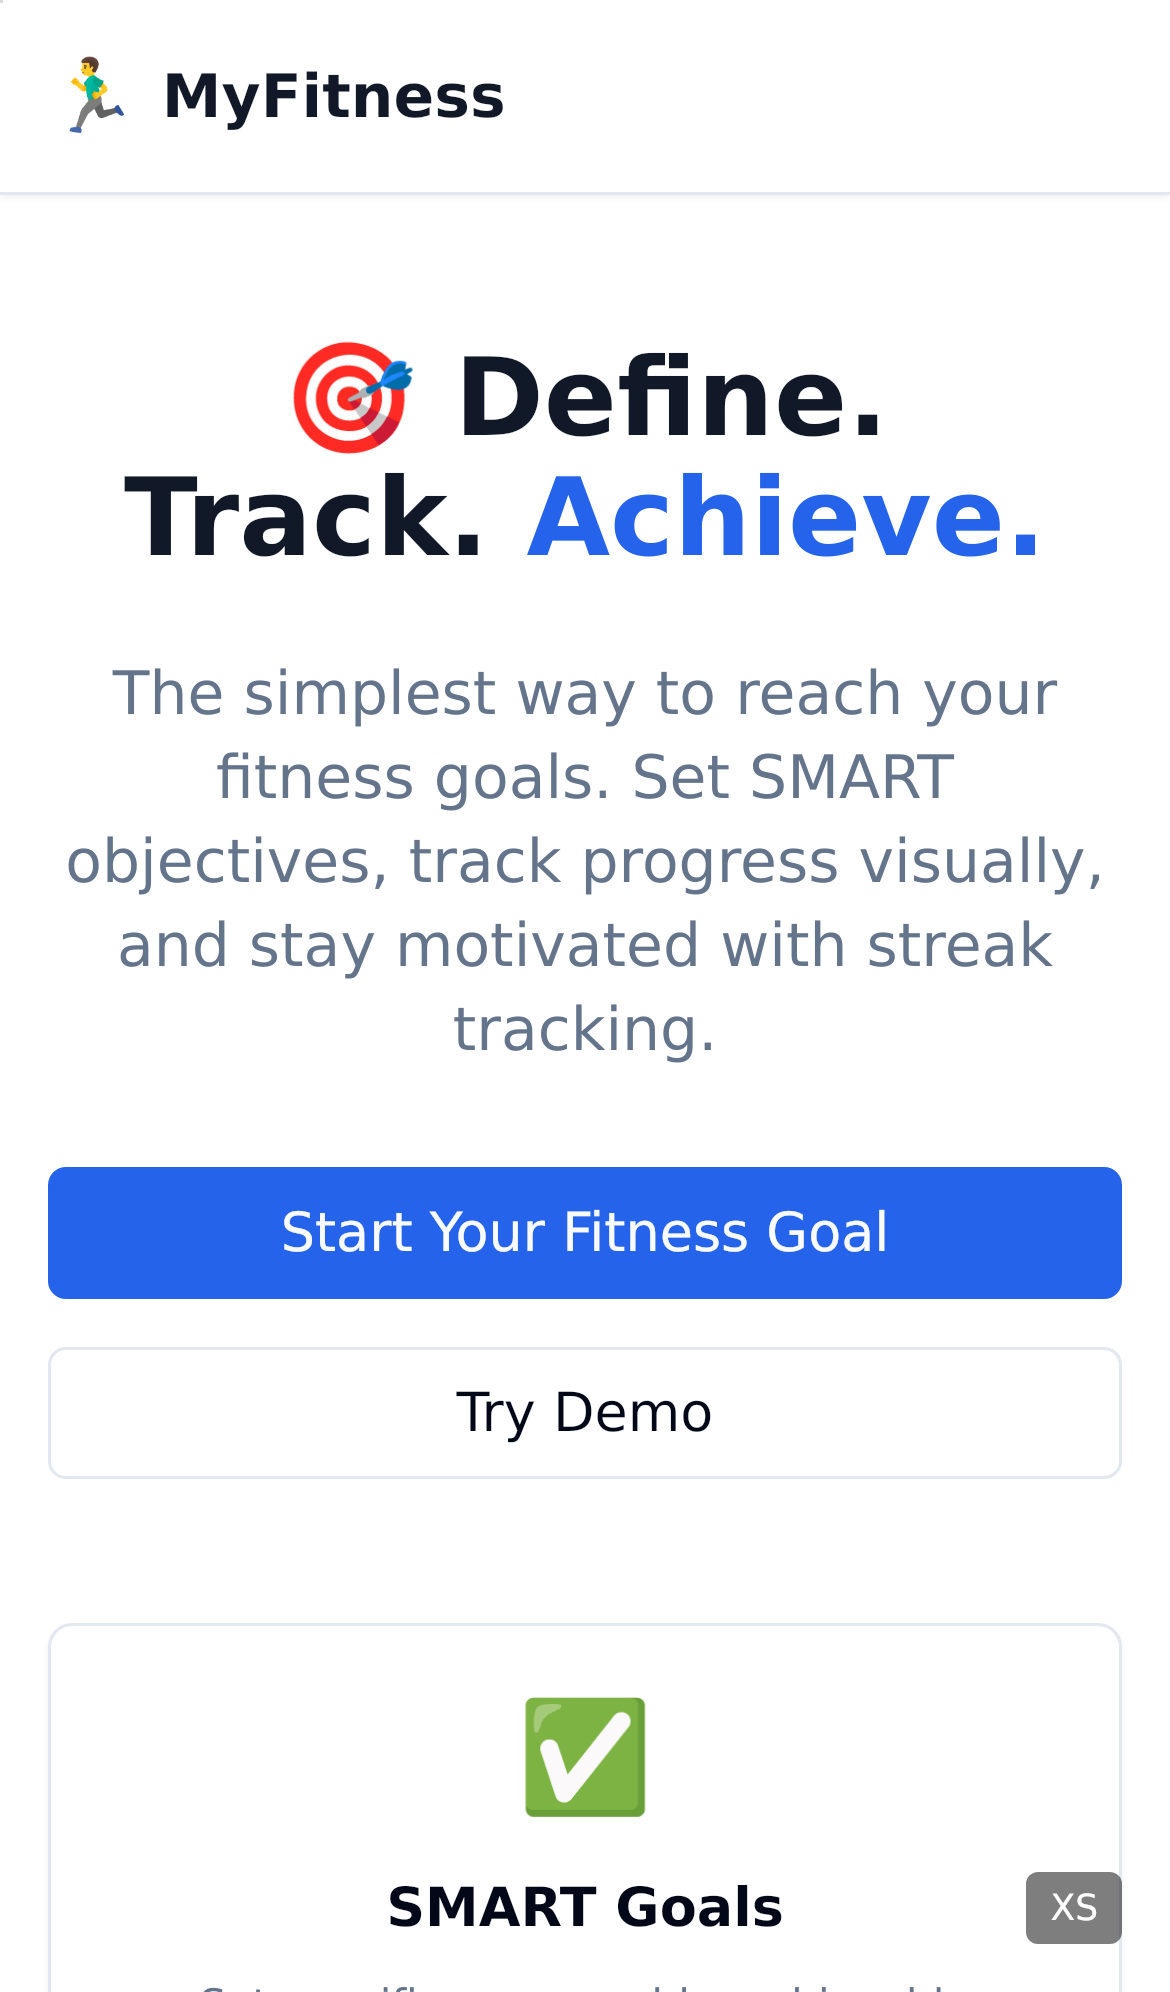 MyFitness
Define.
Track. Achieve.
The simplest way to reach your
fitness goals. Set SMART
objectives, track progress visually,
and stay motivated with streak
tracking.
Start Your Fitness Goal
Try Demo
SMART Goals
XS